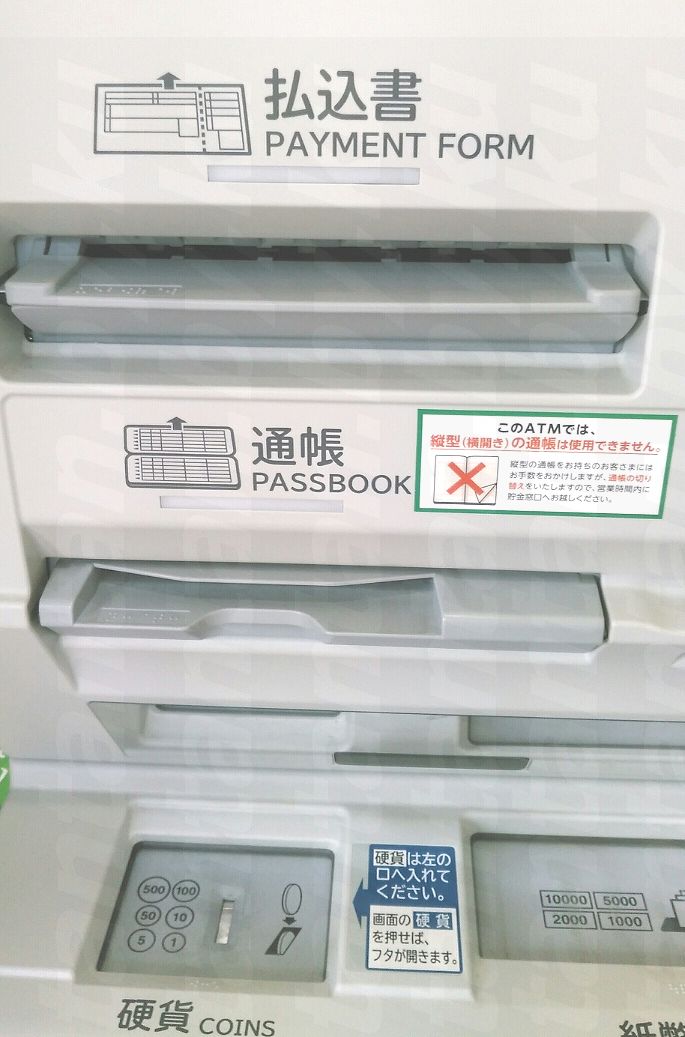 払込書
PAYMENT FORM
通帳
PASSBOOK
このATMでは、
縦型(横開き)の通帳は使用できません。
縦型の通帳をお持ちのお客さまには
お手数をおかけしますが、通帳の切り
替えをいたしますので、営業時間内に
貯金窓口へお越しください。
硬貨は左の
口へ入れて
ください。
画面の硬貨
を押せば、
フタが開きます。
500 100
50 10
5 1
10000 5000
2000 1000
硬貨 COINS
紙幣